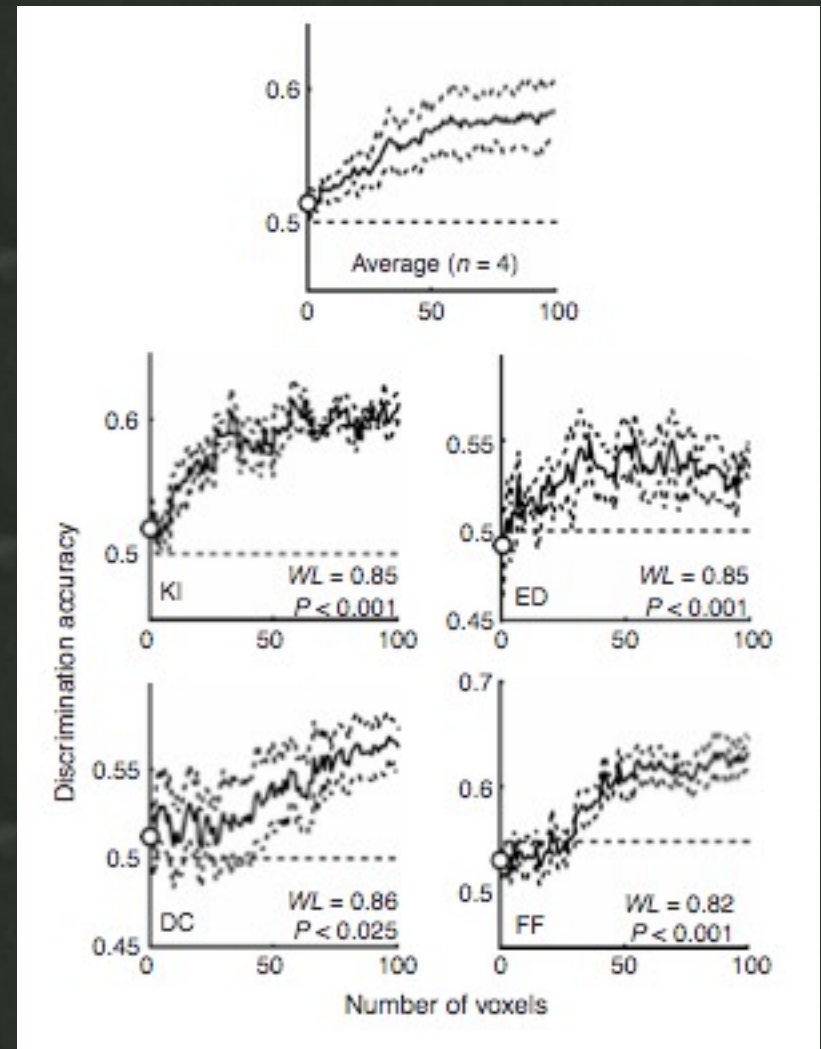 0.6
0.5
Average (n = 4)
0 50 100
Discrimination accuracy
0.6
0.5
KI
WL = 0.85
P < 0.001
0 50 100
0.55
0.5
0.45
ED
WL = 0.85
P < 0.001
0 50 100
0.55
0.5
0.45
DC
WL = 0.86
P < 0.025
0 50 100
0.7
0.6
0.5
FF
WL = 0.82
P < 0.001
0 50 100
Number of voxels